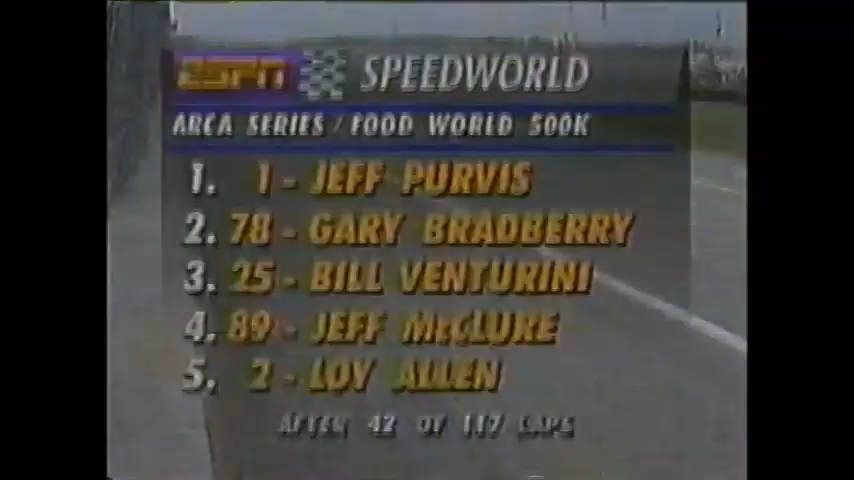 ESPN SPEEDWORLD
ARCA SERIES / FOOD WORLD 500K
1. 1 - JEFF PURVIS
2. 78 - GARY BRADBERRY
3. 25 - BILL VENTURINI
4. 89 - JEFF McCLURE
5. 2 - LOY ALLEN
AFTER 42 OF 117 LAPS